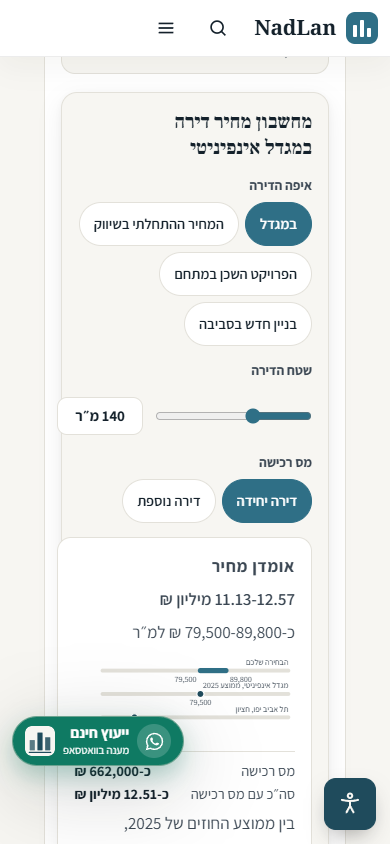 NadLan
מחשבון מחיר דירה
במגדל אינפיניטי
איפה הדירה
במגדל
המחיר ההתחלתי בשיווק
הפרויקט השכן במתחם
בניין חדש בסביבה
שטח הדירה
140 מ״ר
מס רכישה
דירה יחידה
דירה נוספת
אומדן מחיר
11.13-12.57 מיליון ₪
כ-79,500-89,800 ₪ למ״ר
הבחירה שלכם
79,500
89,800
מגדל אינפיניטי, ממוצע 2025
79,500
תל אביב יפו, חציון
ייעוץ חינם
מענה בוואטסאפ
מס רכישה
כ-662,000 ₪
סה״כ עם מס רכישה
כ-12.51 מיליון ₪
בין ממוצע החוזים של 2025,